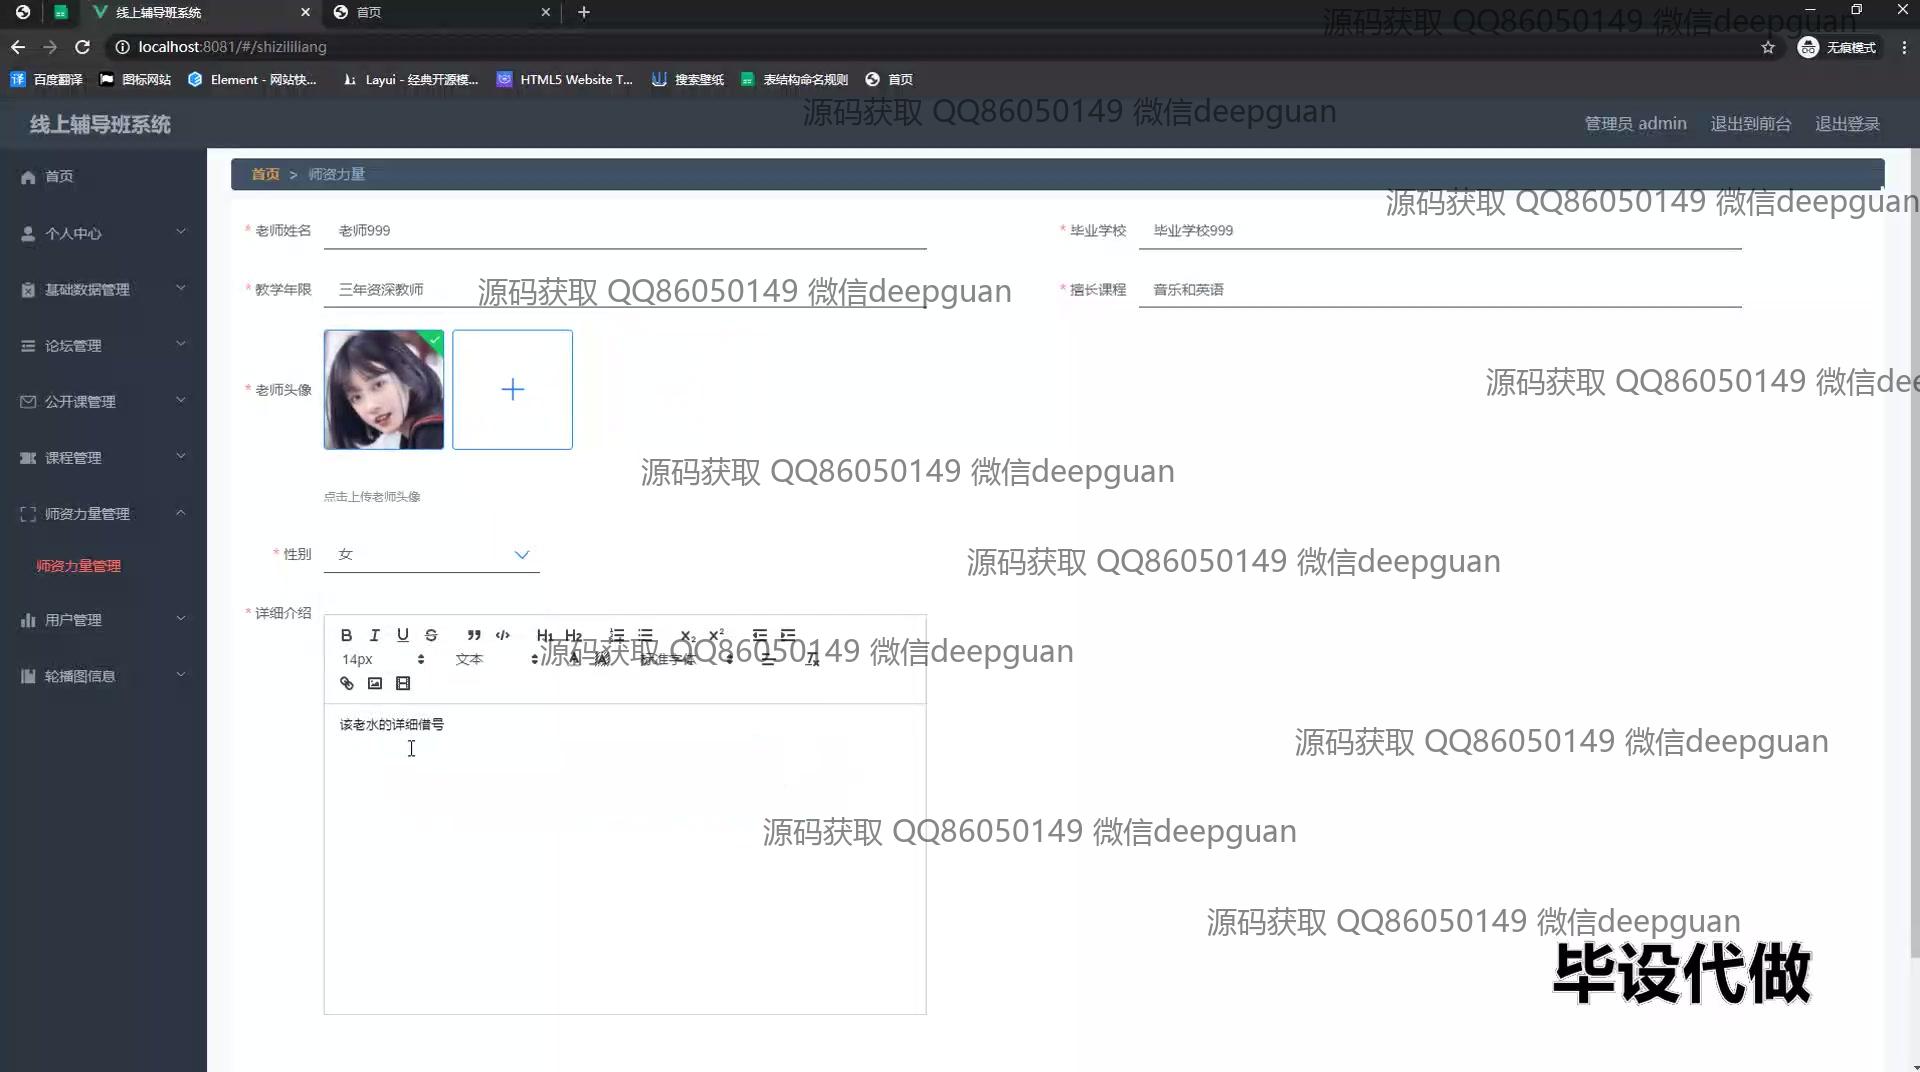 线上辅导班系统
首页
源码获取 QQ86050149 微信deepguan
localhost:8081/#/shizililiang
无痕模式
百度翻译
图标网站
Element - 网站快...
Layui - 经典开源模...
HTML5 Website T...
搜索壁纸
表结构命名规则
首页
源码获取 QQ86050149 微信deepguan
线上辅导班系统
管理员 admin
退出到前台
退出登录
首页
首页 > 师资力量
源码获取 QQ86050149 微信deepguan
个人中心
* 老师姓名 老师999
* 毕业学校 毕业学校999
基础数据管理
* 教学年限 三年资深教师
源码获取 QQ86050149 微信deepguan
* 擅长课程 音乐和英语
论坛管理
公开课管理
* 老师头像
源码获取 QQ86050149 微信dee
课程管理
源码获取 QQ86050149 微信deepguan
点击上传老师头像
师资力量管理
师资力量管理
* 性别 女
源码获取 QQ86050149 微信deepguan
用户管理
* 详细介绍
B I U S H1 H2 X2 X2
14px 文本 标准字体
源码获取 QQ86050149 微信deepguan
轮播图信息
该老水的详细借号
源码获取 QQ86050149 微信deepguan
源码获取 QQ86050149 微信deepguan
源码获取 QQ86050149 微信deepguan
毕设代做